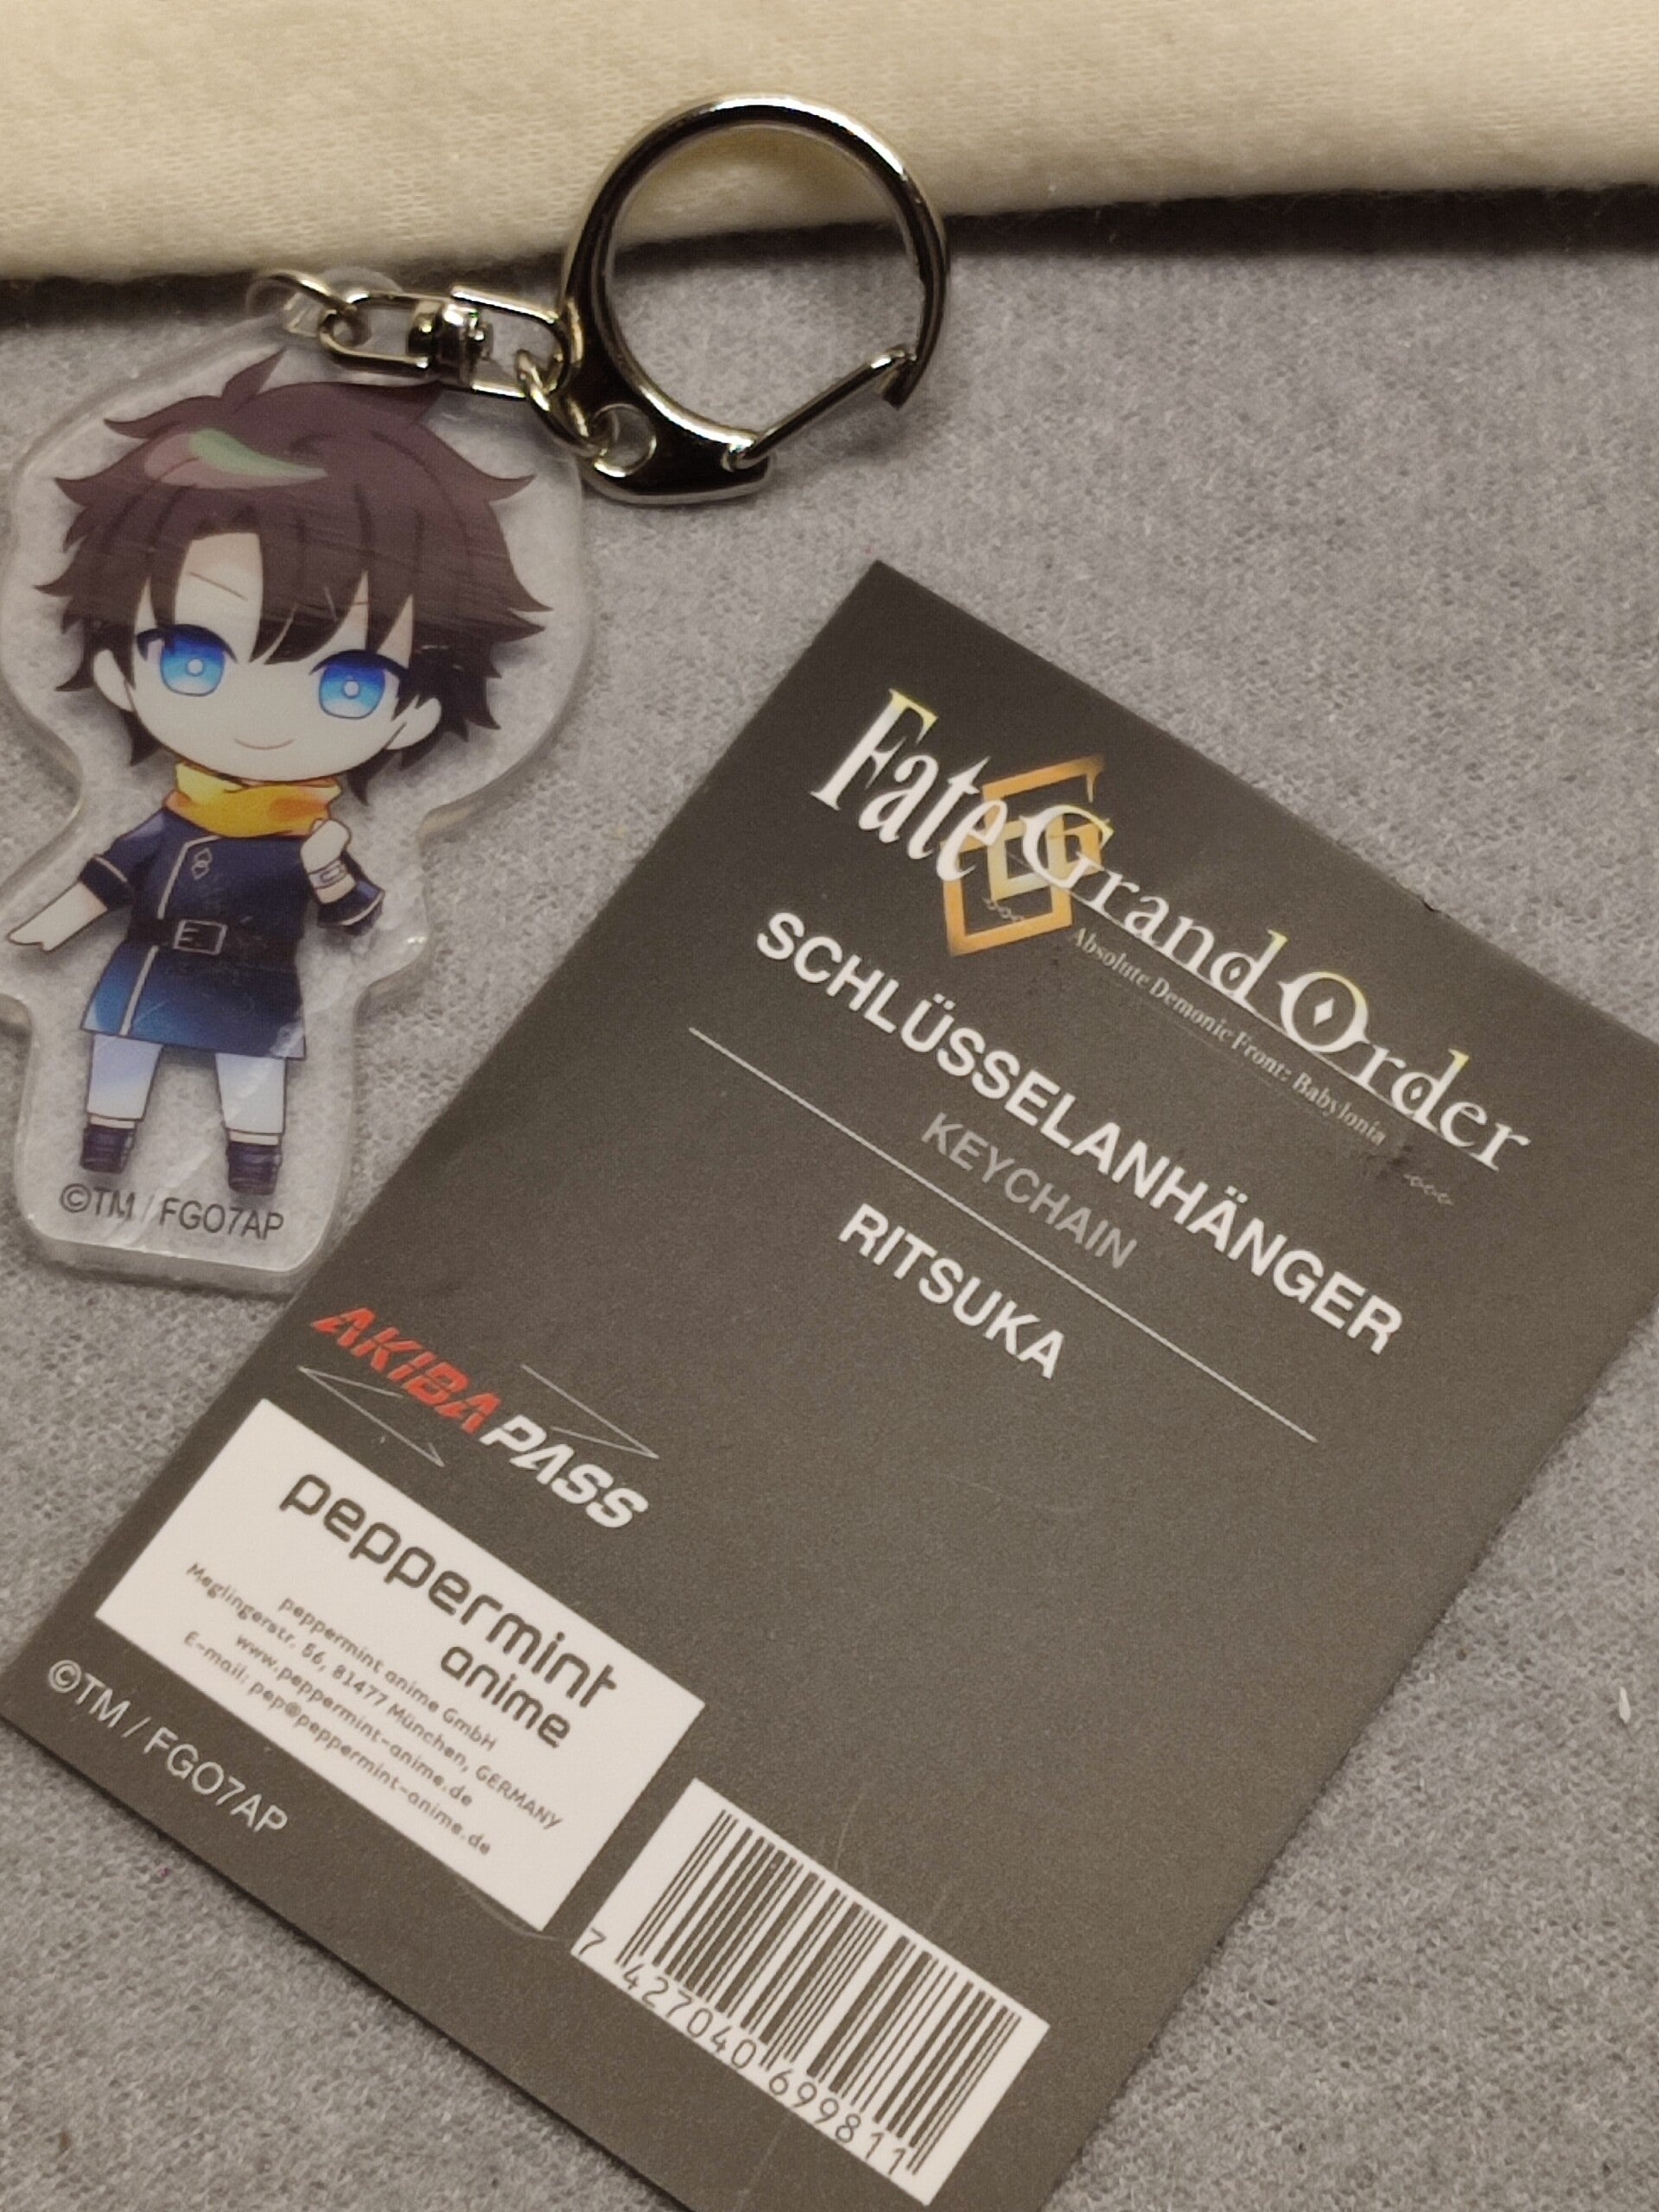 ©TM / FGO7AP
Fate Grand Order
Absolute Demonic Front: Babylonia
SCHLÜSSELANHÄNGER
KEYCHAIN
RITSUKA
AKIBA PASS
peppermint
anime
peppermint anime GmbH
Meglingerstr. 56, 81477 München, GERMANY
www.peppermint-anime.de
E-mail: pep@peppermint-anime.de
©TM / FGO7AP
7 427040 699811